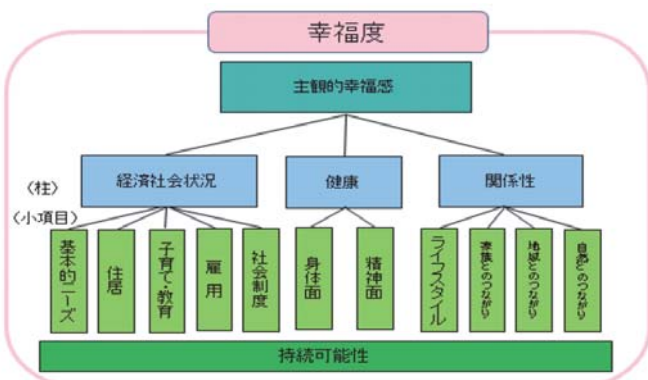 幸福度
主観的幸福感
〈柱〉
経済社会状況
健康
関係性
〈小項目〉
基本的ニーズ
住居
子育て・教育
雇用
社会制度
身体面
精神面
ライフスタイル
家族とのつながり
地域とのつながり
自然とのつながり
持続可能性